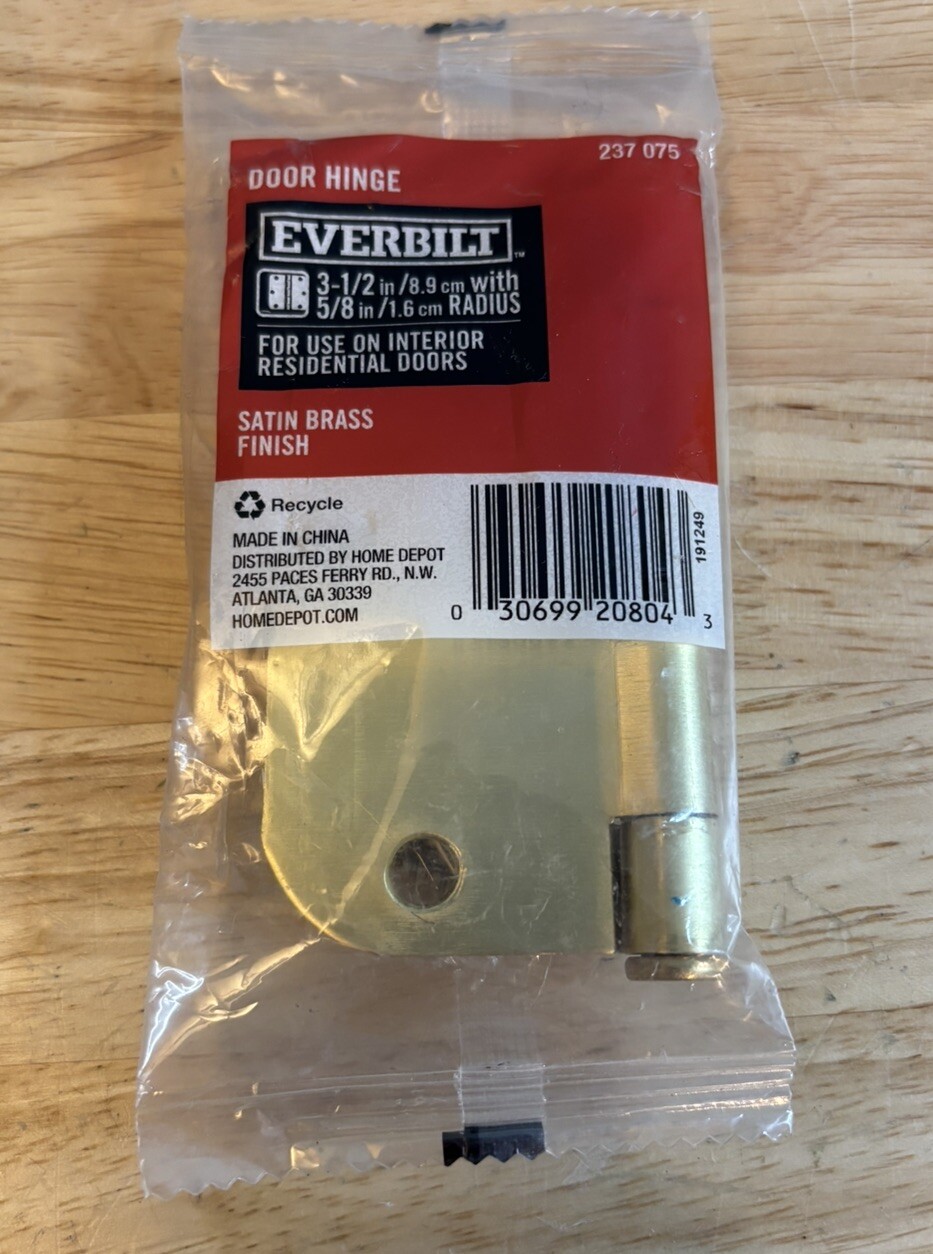 237 075
DOOR HINGE
EVERBILT™
3-1/2 in /8.9 cm with
5/8 in /1.6 cm RADIUS
FOR USE ON INTERIOR
RESIDENTIAL DOORS
SATIN BRASS
FINISH
Recycle
MADE IN CHINA
DISTRIBUTED BY HOME DEPOT
2455 PACES FERRY RD., N.W.
ATLANTA, GA 30339
HOMEDEPOT.COM
0 30699 20804 3
191249